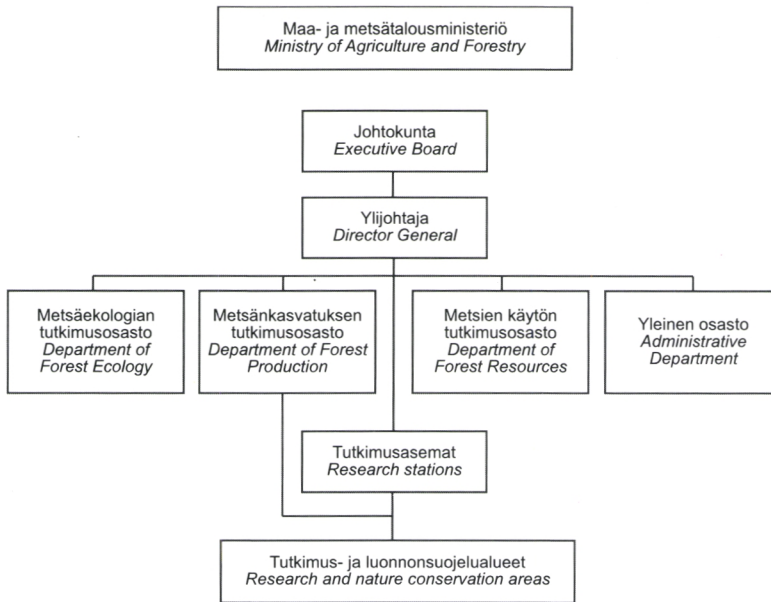 Maa- ja metsätalousministeriö
Ministry of Agriculture and Forestry
Johtokunta
Executive Board
Ylijohtaja
Director General
Metsäekologian
tutkimusosasto
Department of
Forest Ecology
Metsänkasvatuksen
tutkimusosasto
Department of Forest
Production
Metsien käytön
tutkimusosasto
Department of
Forest Resources
Yleinen osasto
Administrative
Department
Tutkimusasemat
Research stations
Tutkimus- ja luonnonsuojelualueet
Research and nature conservation areas